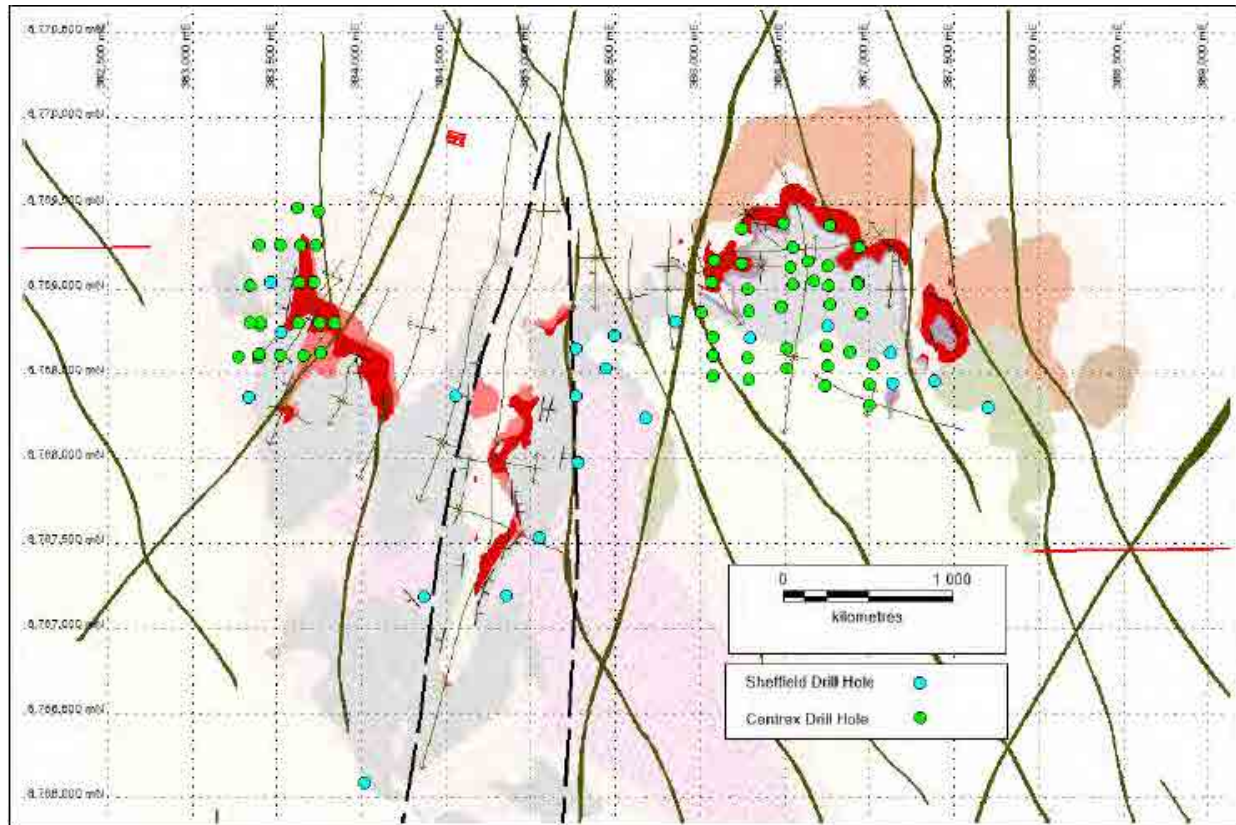 382,500 mE
383,000 mE
383,500 mE
384,000 mE
384,500 mE
385,000 mE
385,500 mE
386,000 mE
386,500 mE
387,000 mE
387,500 mE
388,000 mE
388,500 mE
389,000 mE
6,770,500 mN
6,770,000 mN
6,769,500 mN
6,769,000 mN
6,768,500 mN
6,768,000 mN
6,767,500 mN
6,767,000 mN
6,766,500 mN
6,766,000 mN
0 1 000
kilometres
Sheffield Drill Hole
Centrex Drill Hole